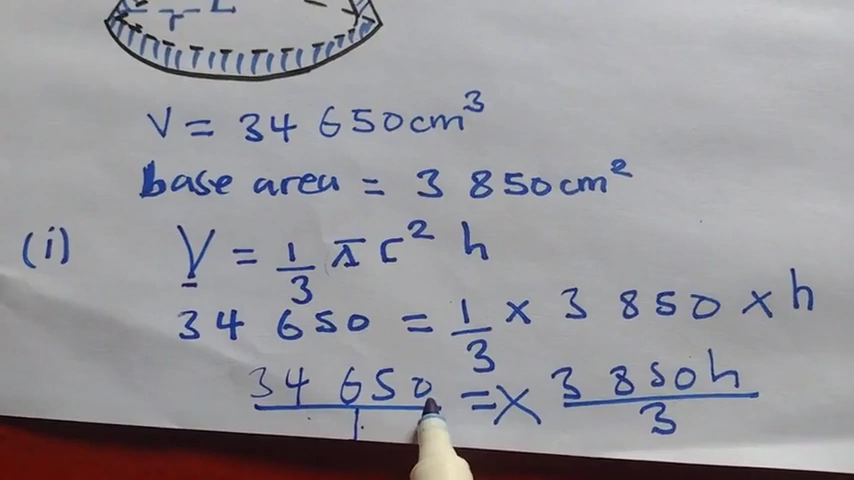 r
V = 34 650cm³
base area = 3 850cm²
(i) V = 1/3 πr² h
34 650 = 1/3 × 3 850 × h
34 650/1 =× 3 850h/3